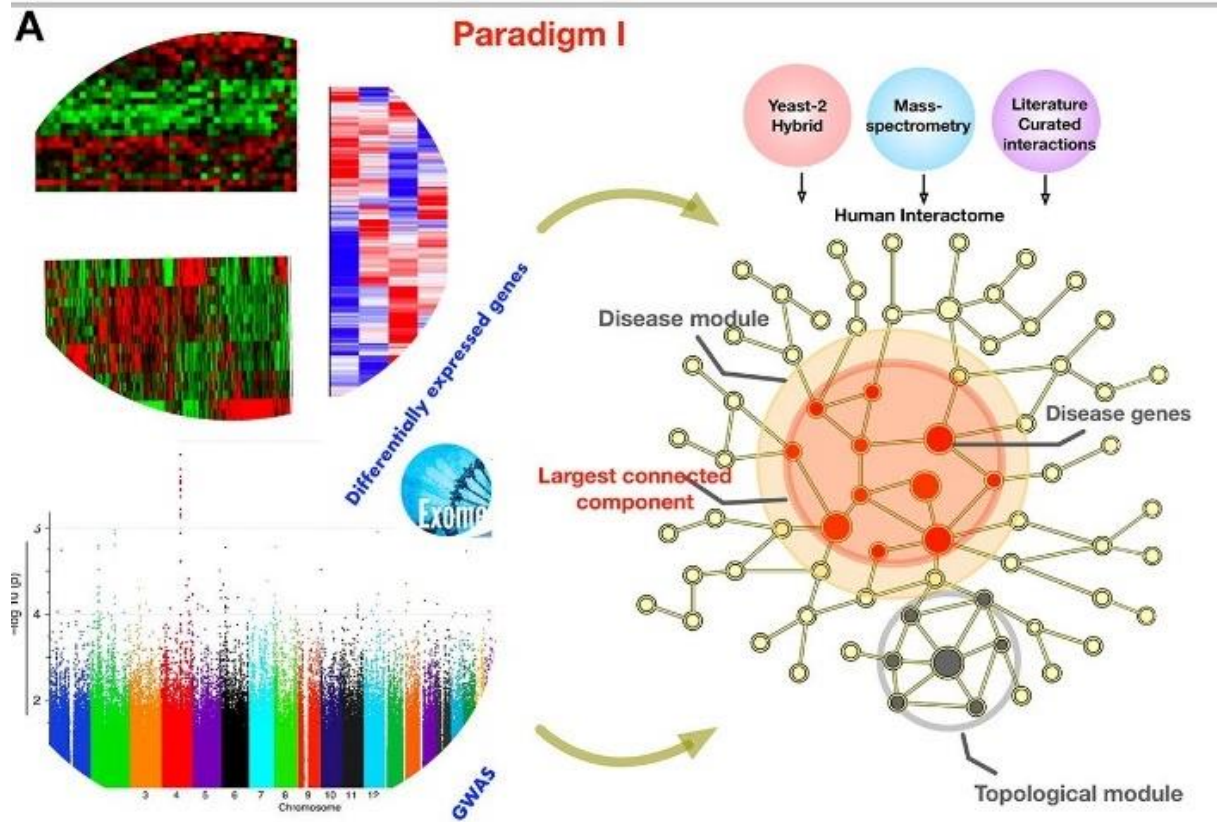 A
Paradigm I
Yeast-2
Hybrid
Mass-
spectrometry
Literature
Curated
interactions
Human Interactome
Differentially expressed genes
Disease module
Disease genes
Largest connected
component
Exome
4
2
3 4 5 6 7 8 9 10 11 12
Chromosome
GWAS
Topological module